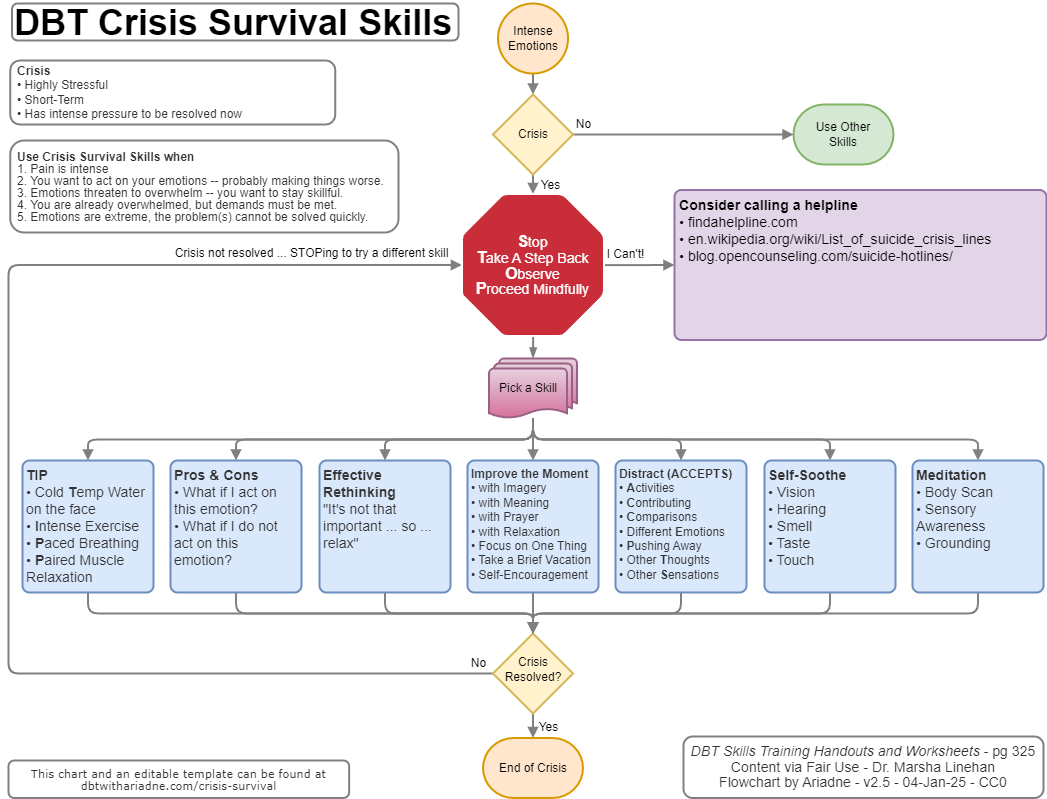 DBT Crisis Survival Skills
Intense
Emotions
Crisis
• Highly Stressful
• Short-Term
• Has intense pressure to be resolved now
Crisis
No
Use Other
Skills
Use Crisis Survival Skills when
1. Pain is intense
2. You want to act on your emotions -- probably making things worse.
3. Emotions threaten to overwhelm -- you want to stay skillful.
4. You are already overwhelmed, but demands must be met.
5. Emotions are extreme, the problem(s) cannot be solved quickly.
Yes
Crisis not resolved ... STOPing to try a different skill
Stop
Take A Step Back
Observe
Proceed Mindfully
I Can't!
Consider calling a helpline
• findahelpline.com
• en.wikipedia.org/wiki/List_of_suicide_crisis_lines
• blog.opencounseling.com/suicide-hotlines/
Pick a Skill
TIP
• Cold Temp Water
on the face
• Intense Exercise
• Paced Breathing
• Paired Muscle
Relaxation
Pros & Cons
• What if I act on
this emotion?
• What if I do not
act on this
emotion?
Effective
Rethinking
"It's not that
important ... so ...
relax"
Improve the Moment
• with Imagery
• with Meaning
• with Prayer
• with Relaxation
• Focus on One Thing
• Take a Brief Vacation
• Self-Encouragement
Distract (ACCEPTS)
• Activities
• Contributing
• Comparisons
• Different Emotions
• Pushing Away
• Other Thoughts
• Other Sensations
Self-Soothe
• Vision
• Hearing
• Smell
• Taste
• Touch
Meditation
• Body Scan
• Sensory
Awareness
• Grounding
No
Crisis
Resolved?
Yes
End of Crisis
This chart and an editable template can be found at
dbtwithariadne.com/crisis-survival
DBT Skills Training Handouts and Worksheets - pg 325
Content via Fair Use - Dr. Marsha Linehan
Flowchart by Ariadne - v2.5 - 04-Jan-25 - CC0